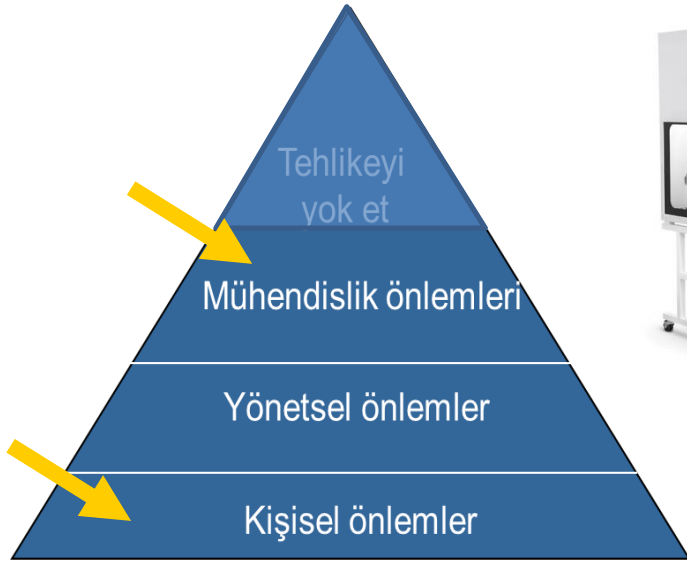 Tehlikeyi
yok et
Mühendislik önlemleri
Yönetsel önlemler
Kişisel önlemler